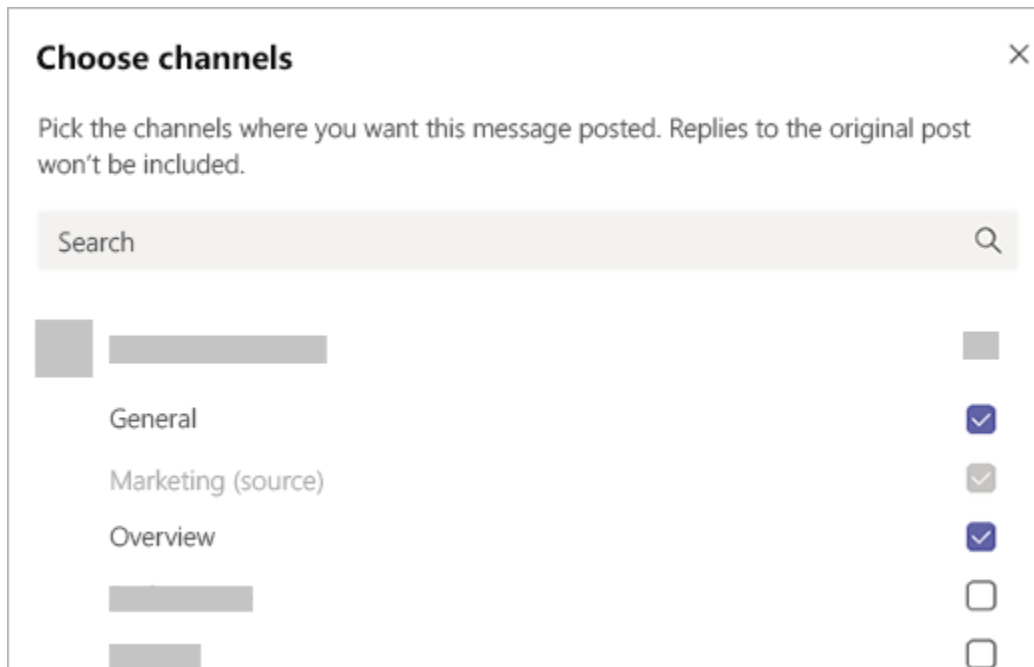 Choose channels
Pick the channels where you want this message posted. Replies to the original post
won't be included.
Search
General
Marketing (source)
Overview